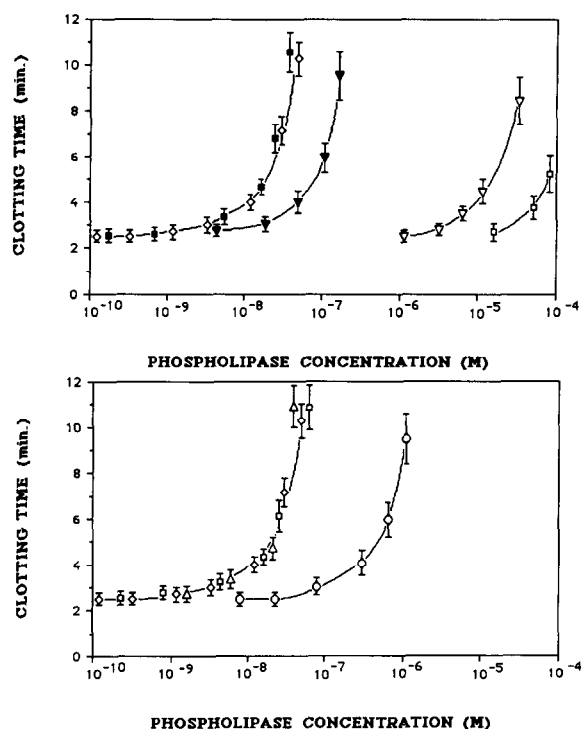 CLOTTING TIME (min.)
12
10
8
6
4
2
0
10⁻¹⁰ 10⁻⁹ 10⁻⁸ 10⁻⁷ 10⁻⁶ 10⁻⁵ 10⁻⁴
PHOSPHOLIPASE CONCENTRATION (M)
CLOTTING TIME (min.)
12
10
8
6
4
2
0
10⁻¹⁰ 10⁻⁹ 10⁻⁸ 10⁻⁷ 10⁻⁶ 10⁻⁵ 10⁻⁴
PHOSPHOLIPASE CONCENTRATION (M)